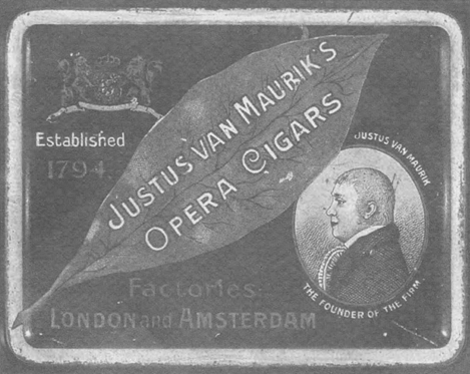 Established
1794.
JUSTUS VAN MAURIK'S
OPERA CIGARS
JUSTUS VAN MAURIK
THE FOUNDER OF THE FIRM
Factories:
LONDON and AMSTERDAM